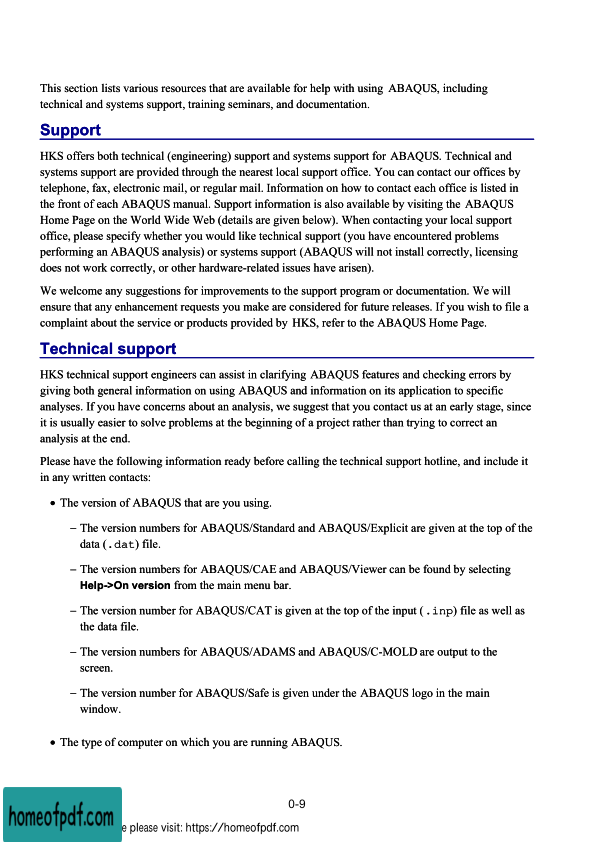 This section lists various resources that are available for help with using ABAQUS, including
technical and systems support, training seminars, and documentation.
Support
HKS offers both technical (engineering) support and systems support for ABAQUS. Technical and
systems support are provided through the nearest local support office. You can contact our offices by
telephone, fax, electronic mail, or regular mail. Information on how to contact each office is listed in
the front of each ABAQUS manual. Support information is also available by visiting the ABAQUS
Home Page on the World Wide Web (details are given below). When contacting your local support
office, please specify whether you would like technical support (you have encountered problems
performing an ABAQUS analysis) or systems support (ABAQUS will not install correctly, licensing
does not work correctly, or other hardware-related issues have arisen).
We welcome any suggestions for improvements to the support program or documentation. We will
ensure that any enhancement requests you make are considered for future releases. If you wish to file a
complaint about the service or products provided by HKS, refer to the ABAQUS Home Page.
Technical support
HKS technical support engineers can assist in clarifying ABAQUS features and checking errors by
giving both general information on using ABAQUS and information on its application to specific
analyses. If you have concerns about an analysis, we suggest that you contact us at an early stage, since
it is usually easier to solve problems at the beginning of a project rather than trying to correct an
analysis at the end.
Please have the following information ready before calling the technical support hotline, and include it
in any written contacts:
• The version of ABAQUS that are you using.
– The version numbers for ABAQUS/Standard and ABAQUS/Explicit are given at the top of the
data (.dat) file.
– The version numbers for ABAQUS/CAE and ABAQUS/Viewer can be found by selecting
Help->On version from the main menu bar.
– The version number for ABAQUS/CAT is given at the top of the input (.inp) file as well as
the data file.
– The version numbers for ABAQUS/ADAMS and ABAQUS/C-MOLD are output to the
screen.
– The version number for ABAQUS/Safe is given under the ABAQUS logo in the main
window.
• The type of computer on which you are running ABAQUS.
0-9
homeofpdf.com
e please visit: https://homeofpdf.com